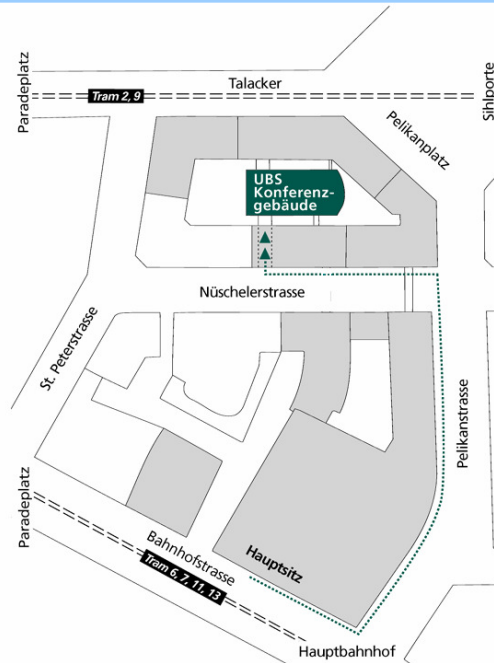 Talacker
Paradeplatz
Tram 2, 9
Sihlporte
Pelikanplatz
UBS
Konferenz-
gebäude
Nüschelerstrasse
St. Peterstrasse
Pelikanstrasse
Paradeplatz
Bahnhofstrasse
Hauptsitz
Tram 6, 7, 11, 13
Hauptbahnhof